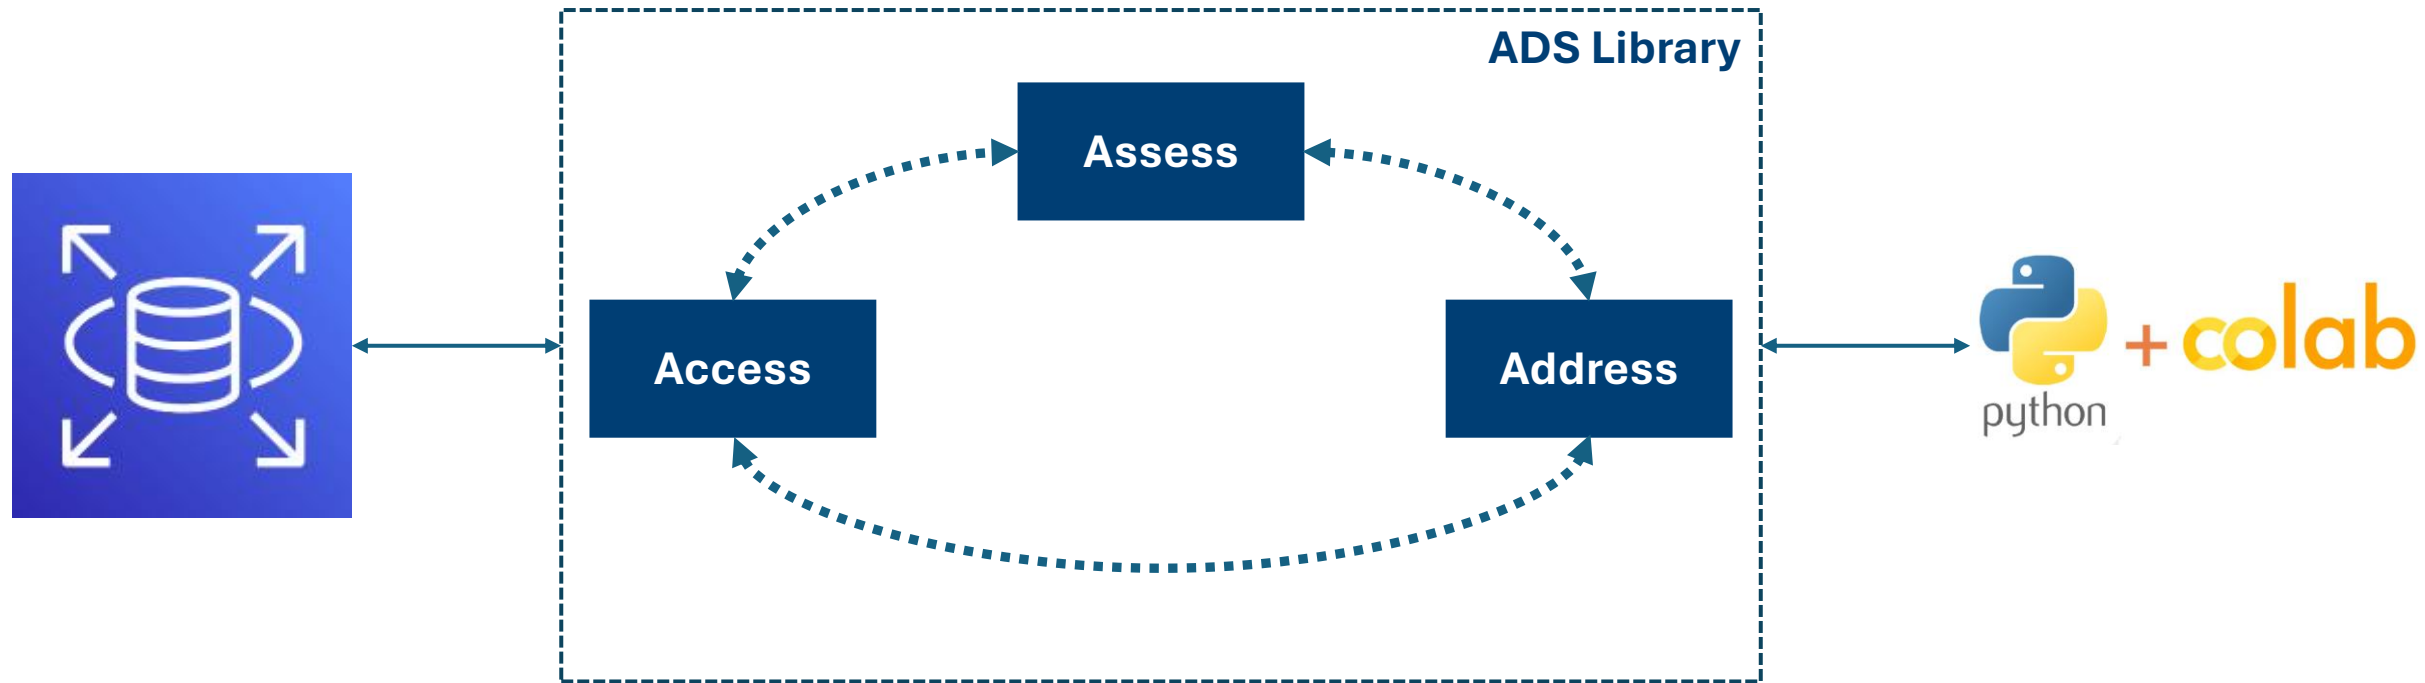 ADS Library
Assess
Access
Address
python
+ colab